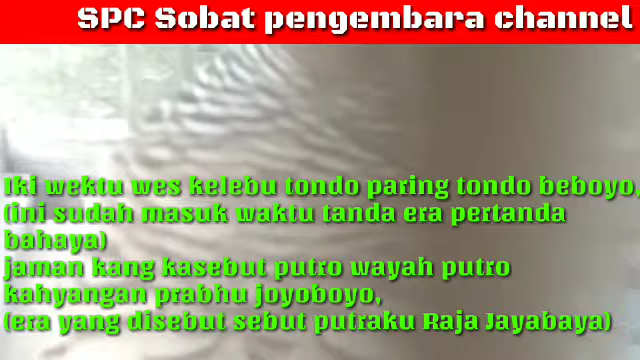 SPC Sobat pengembara channel
Iki wektu wes kelebu tondo paring tondo beboyo,
(ini sudah masuk waktu tanda era pertanda
bahaya)
jaman kang kasebut putro wayah putro
kahyangan prabhu joyoboyo,
(era yang disebut sebut putraku Raja Jayabaya)